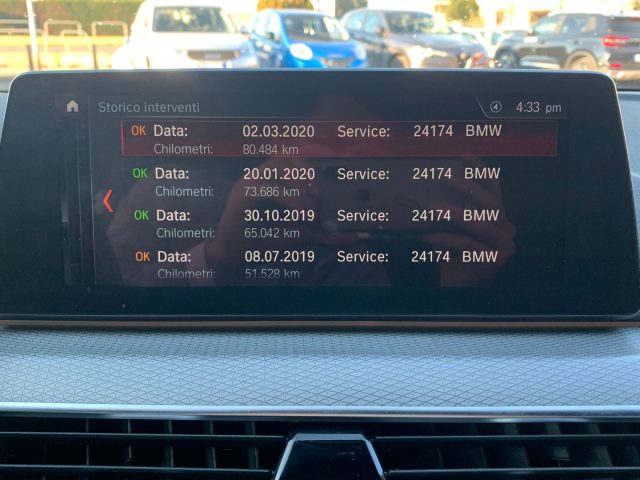 Storico interventi 4 4:33 pm
OK Data: 02.03.2020 Service: 24174 BMW
Chilometri: 80.484 km
OK Data: 20.01.2020 Service: 24174 BMW
Chilometri: 73.686 km
OK Data: 30.10.2019 Service: 24174 BMW
Chilometri: 65.042 km
OK Data: 08.07.2019 Service: 24174 BMW
Chilometri: 51.528 km